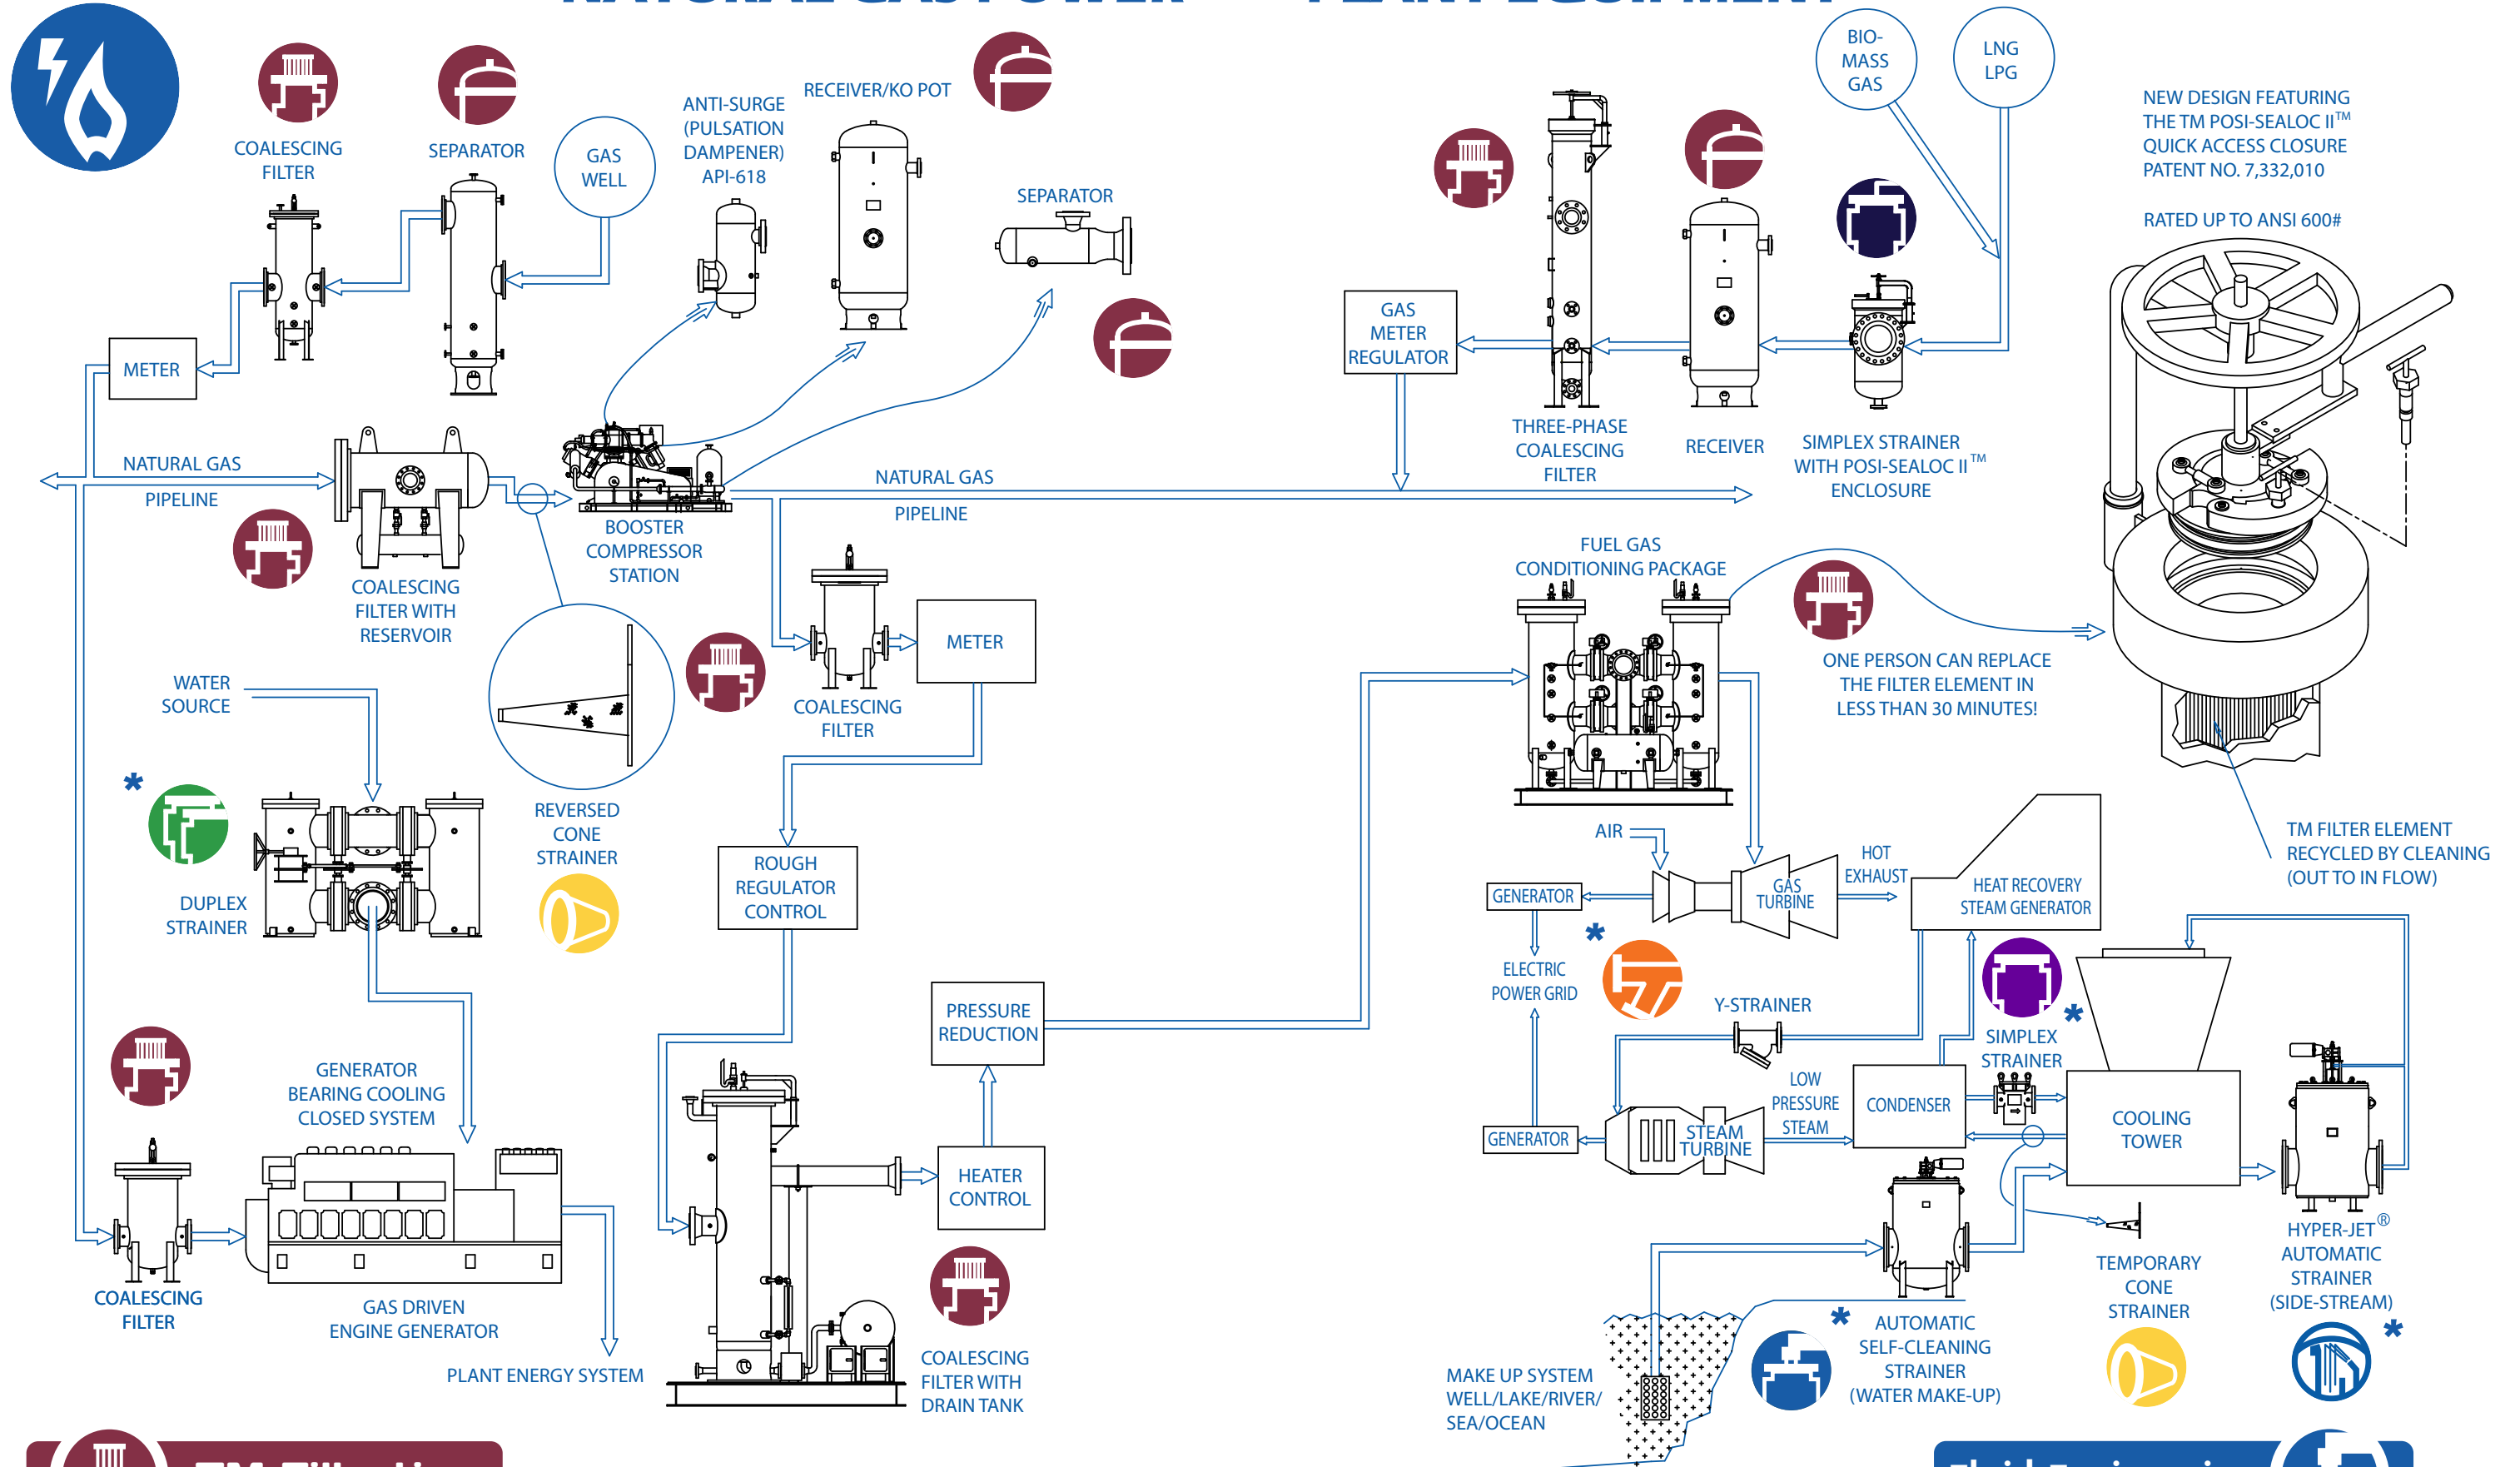 NATURAL GAS POWER PLANT EQUIPMENT
COALESCING
FILTER
SEPARATOR
GAS
WELL
ANTI-SURGE
(PULSATION
DAMPENER)
API-618
RECEIVER/KO POT
SEPARATOR
BIO-
MASS
GAS
LNG
LPG
NEW DESIGN FEATURING
THE TM POSI-SEALOC II™
QUICK ACCESS CLOSURE
PATENT NO. 7,332,010
RATED UP TO ANSI 600#
METER
GAS
METER
REGULATOR
THREE-PHASE
COALESCING
FILTER
RECEIVER
SIMPLEX STRAINER
WITH POSI-SEALOC II™
ENCLOSURE
NATURAL GAS
PIPELINE
COALESCING
FILTER WITH
RESERVOIR
BOOSTER
COMPRESSOR
STATION
NATURAL GAS
PIPELINE
COALESCING
FILTER
METER
FUEL GAS
CONDITIONING PACKAGE
ONE PERSON CAN REPLACE
THE FILTER ELEMENT IN
LESS THAN 30 MINUTES!
WATER
SOURCE
*
DUPLEX
STRAINER
REVERSED
CONE
STRAINER
ROUGH
REGULATOR
CONTROL
TM FILTER ELEMENT
RECYCLED BY CLEANING
(OUT TO IN FLOW)
AIR
GENERATOR
GAS
TURBINE
HOT
EXHAUST
HEAT RECOVERY
STEAM GENERATOR
*
ELECTRIC
POWER GRID
Y-STRAINER
SIMPLEX
STRAINER
*
PRESSURE
REDUCTION
GENERATOR
BEARING COOLING
CLOSED SYSTEM
GENERATOR
STEAM
TURBINE
LOW
PRESSURE
STEAM
CONDENSER
COOLING
TOWER
HEATER
CONTROL
COALESCING
FILTER
GAS DRIVEN
ENGINE GENERATOR
PLANT ENERGY SYSTEM
COALESCING
FILTER WITH
DRAIN TANK
MAKE UP SYSTEM
WELL/LAKE/RIVER/
SEA/OCEAN
*
AUTOMATIC
SELF-CLEANING
STRAINER
(WATER MAKE-UP)
TEMPORARY
CONE
STRAINER
HYPER-JET®
AUTOMATIC
STRAINER
(SIDE-STREAM)
*